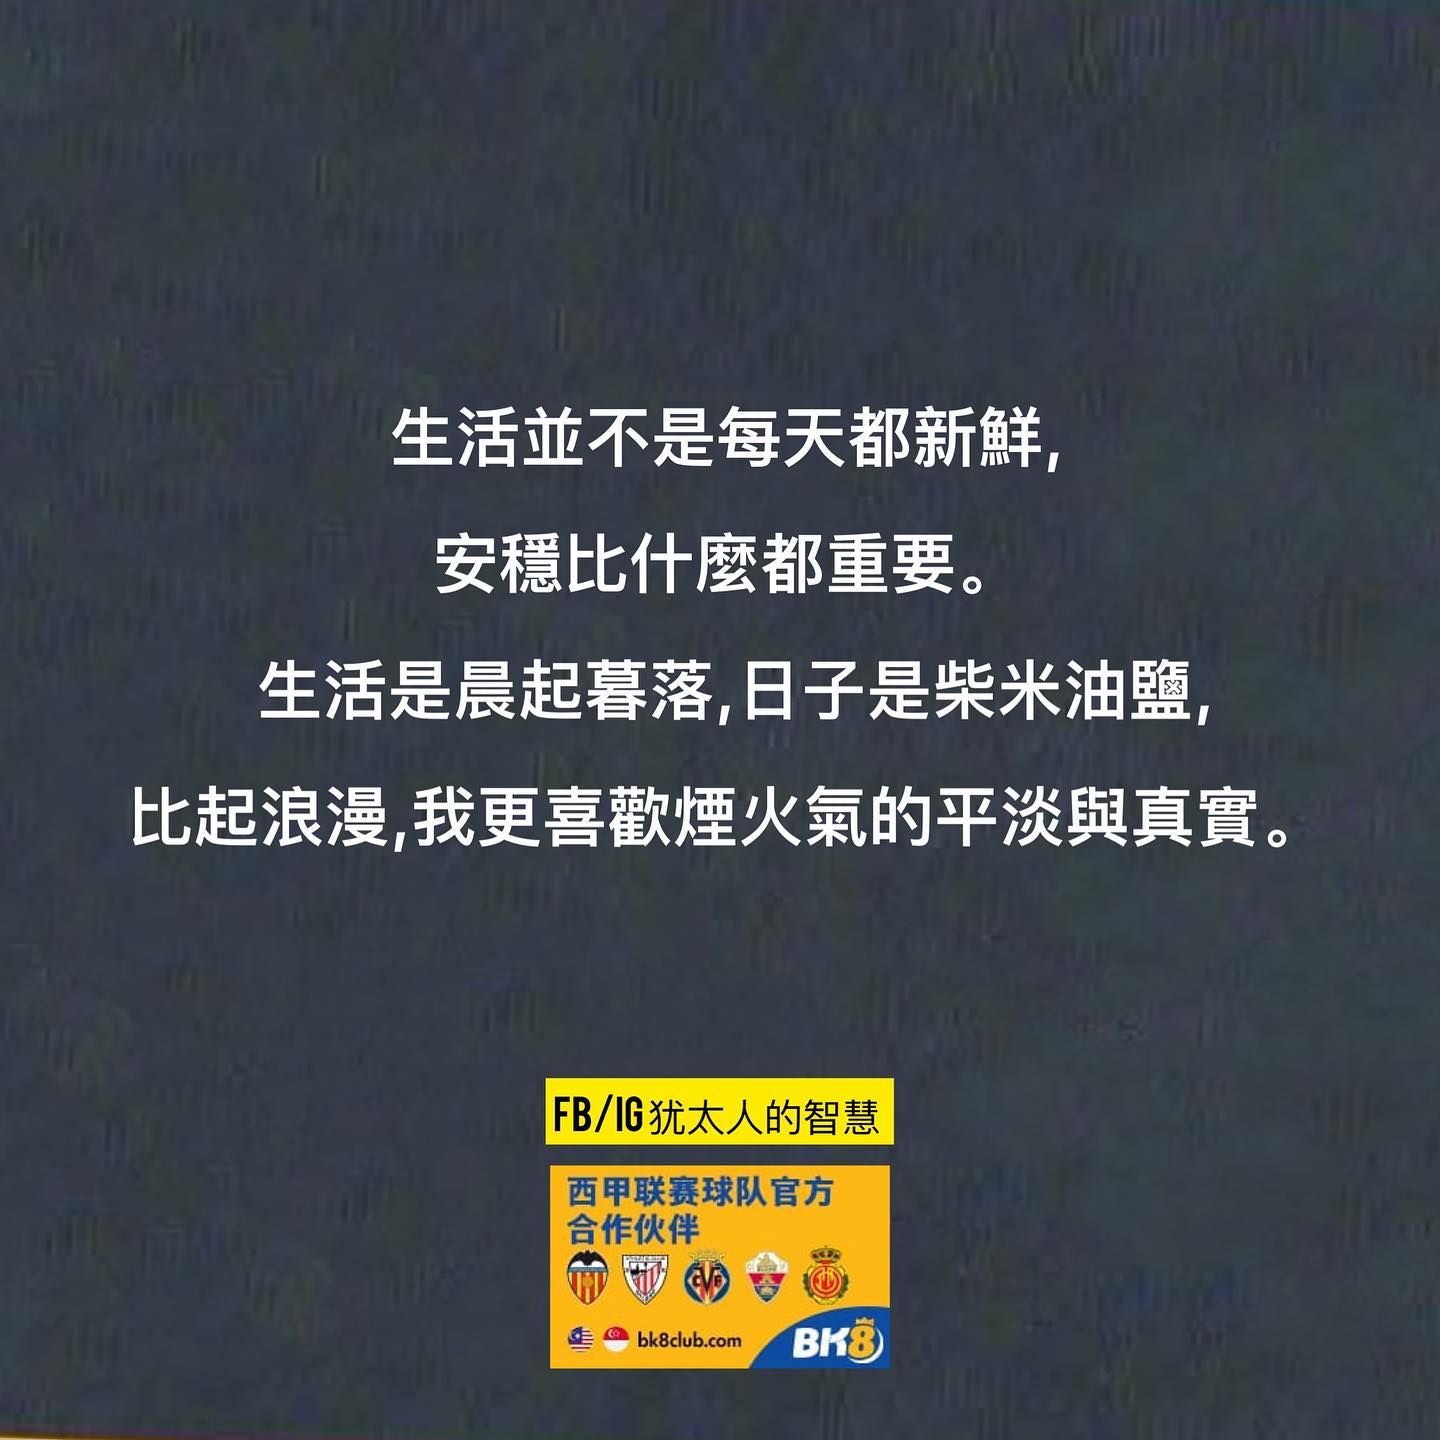 生活並不是每天都新鮮,
安穩比什麼都重要。
生活是晨起暮落,日子是柴米油鹽,
比起浪漫,我更喜歡煙火氣的平淡與真實。
FB/IG犹太人的智慧
西甲联赛球队官方
合作伙伴
bk8club.com
BK8